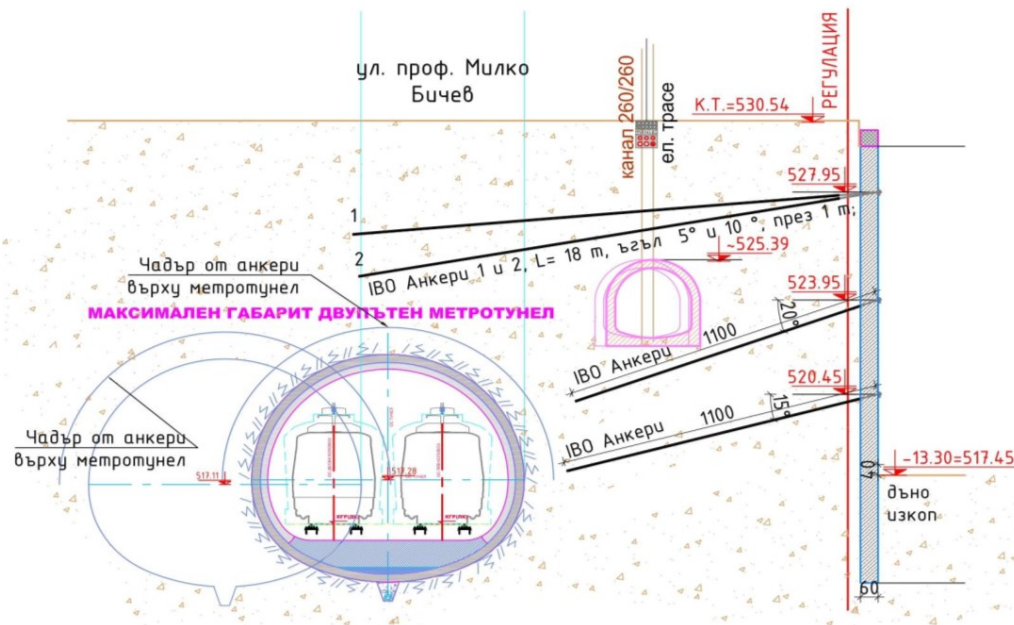 ул. проф. Милко
Бичев
канал 260/260
ел. трасе
К.Т.=530.54
РЕГУЛАЦИЯ
527.95
1
2
IBO Анкери 1 и 2, L= 18 m, ъгъл 5° и 10 °, през 1 m;
~525.39
Чадър от анкери
върху метротунел
МАКСИМАЛЕН ГАБАРИТ ДВУПЪТЕН МЕТРОТУНЕЛ
523.95
20°
IBO Анкери 1100
520.45
15°
IBO Анкери 1100
Чадър от анкери
върху метротунел
517.11
517.28
-13.30=517.45
40
дъно
изкоп
60